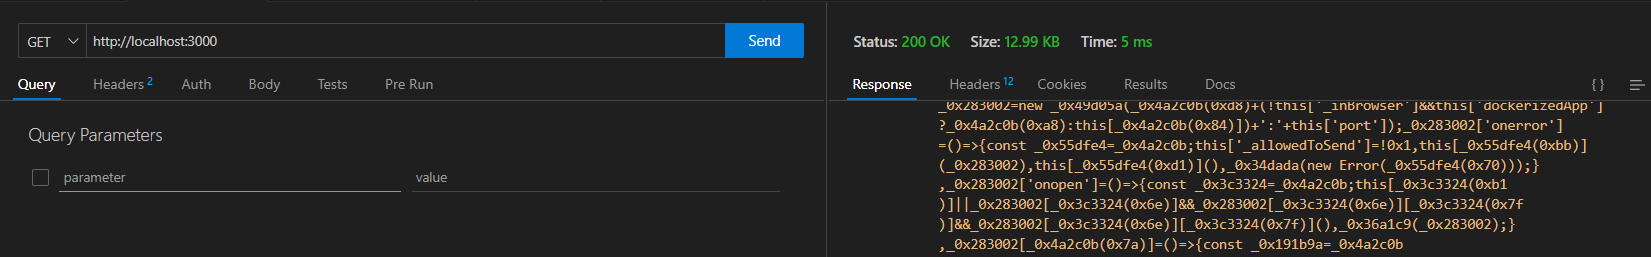 GET
http://localhost:3000
Send
Query
Headers 2
Auth
Body
Tests
Pre Run
Query Parameters
parameter
value
Status: 200 OK Size: 12.99 KB Time: 5 ms
Response
Headers 12
Cookies
Results
Docs
{ }
_0x283002=new _0x49d05a(_0x4a2c0b(0xd8)+(!this['_inBrowser']&&this['dockerizedApp']
?_0x4a2c0b(0xa8):this[_0x4a2c0b(0x84)])+':'+this['port']);_0x283002['onerror']
=()=>{const _0x55dfe4=_0x4a2c0b;this['_allowedToSend']=!0x1,this[_0x55dfe4(0xbb)]
(_0x283002),this[_0x55dfe4(0xd1)](),_0x34dada(new Error(_0x55dfe4(0x70)));}
,_0x283002['onopen']=()=>{const _0x3c3324=_0x4a2c0b;this[_0x3c3324(0xb1
)]||_0x283002[_0x3c3324(0x6e)]&&_0x283002[_0x3c3324(0x6e)][_0x3c3324(0x7f
)]&&_0x283002[_0x3c3324(0x6e)][_0x3c3324(0x7f)](),_0x36a1c9(_0x283002);}
,_0x283002[_0x4a2c0b(0x7a)]=()=>{const _0x191b9a=_0x4a2c0b